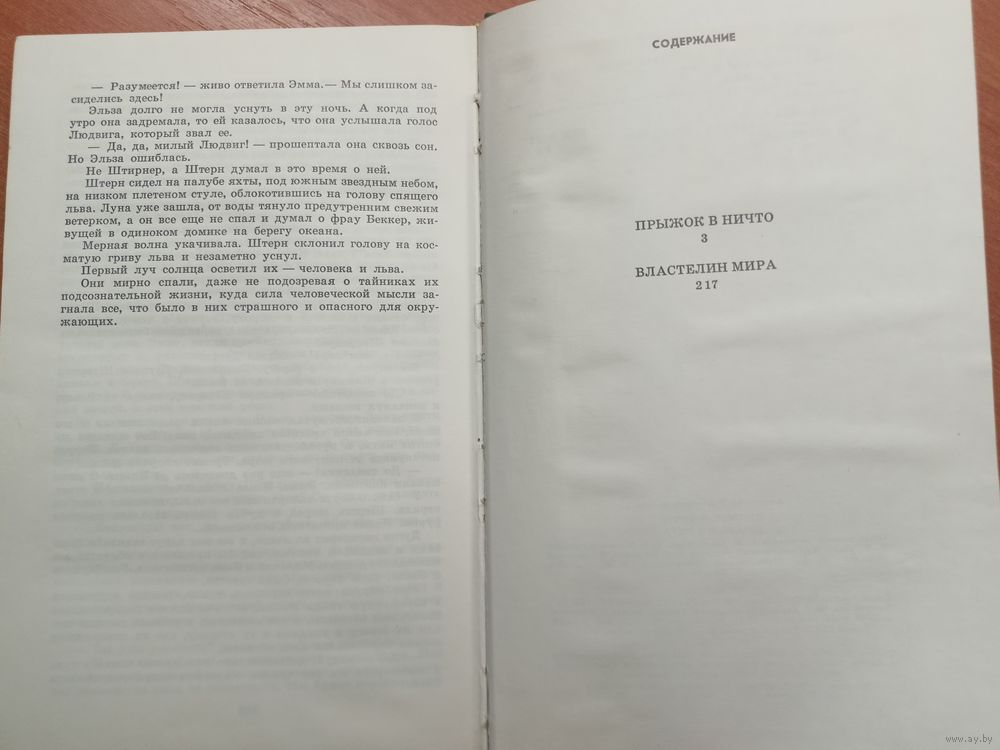 — Разумеется! — живо ответила Эмма.— Мы слишком за-
сиделись здесь!
Эльза долго не могла уснуть в эту ночь. А когда под
утро она задремала, то ей казалось, что она услышала голос
Людвига, который звал ее.
— Да, да, милый Людвиг! — прошептала она сквозь сон.
Но Эльза ошиблась.
Не Штирнер, а Штерн думал в это время о ней.
Штерн сидел на палубе яхты, под южным звездным небом,
на низком плетеном стуле, облокотившись на голову спящего
льва. Луна уже зашла, от воды тянуло предутренним свежим
ветерком, а он все еще не спал и думал о фрау Беккер, жи-
вущей в одиноком домике на берегу океана.
Мерная волна укачивала. Штерн склонил голову на кос-
матую гриву льва и незаметно уснул.
Первый луч солнца осветил их — человека и льва.
Они мирно спали, даже не подозревая о тайниках их
подсознательной жизни, куда сила человеческой мысли за-
гнала все, что было в них страшного и опасного для окру-
жающих.
СОДЕРЖАНИЕ
ПРЫЖОК В НИЧТО
3
ВЛАСТЕЛИН МИРА
217
www.ay.by